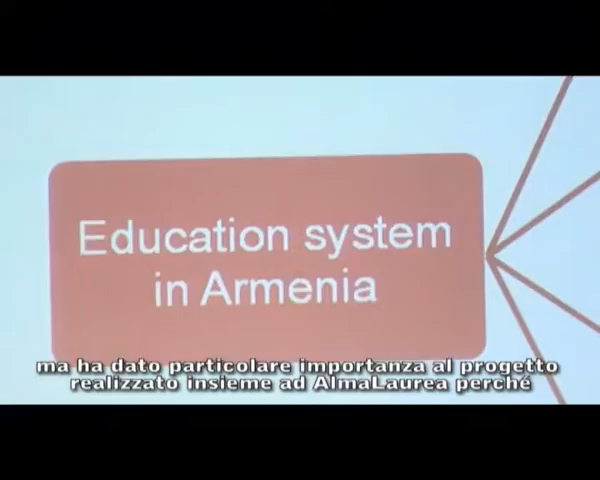 Education system
in Armenia
ma ha dato particolare importanza al progetto
realizzato insieme ad AlmaLaurea perché